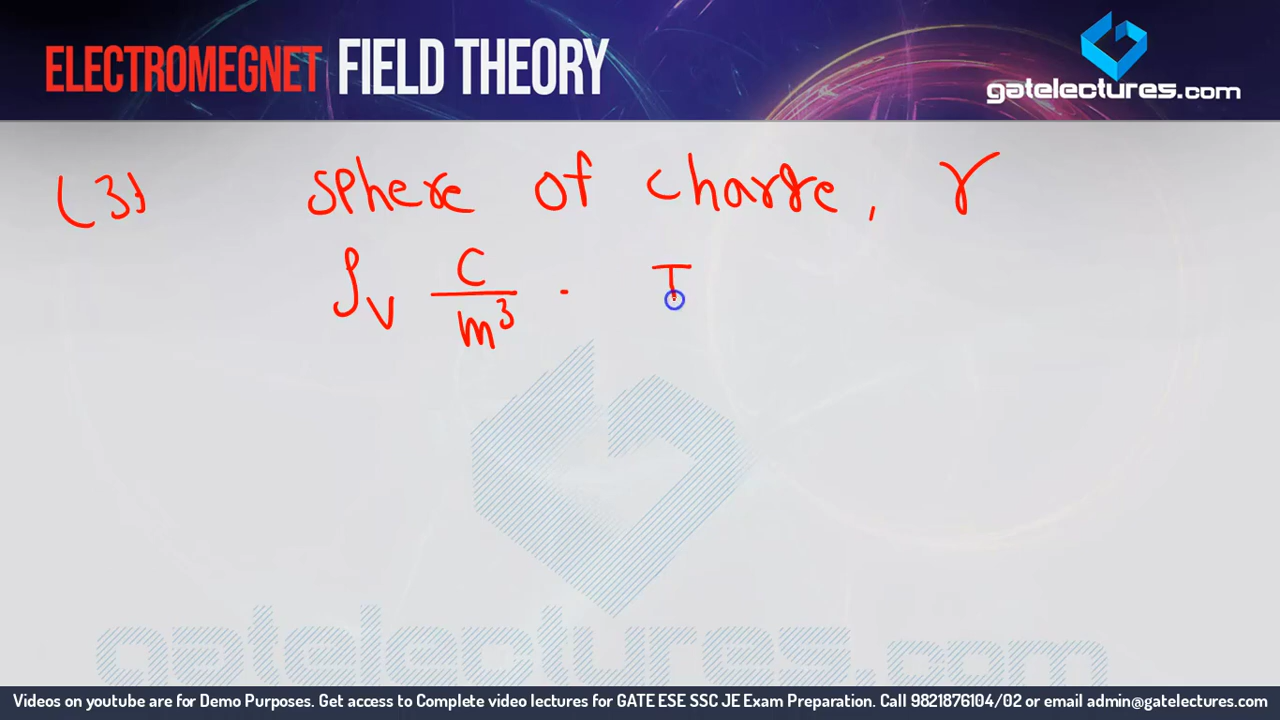 ELECTROMEGNET FIELD THEORY
gatelectures.com
(3) sphere of charge, r
ρ_V C/m³ . T
gatelectures.com
Videos on youtube are for Demo Purposes. Get access to Complete video lectures for GATE ESE SSC JE Exam Preparation. Call 9821876104/02 or email admin@gatelectures.com